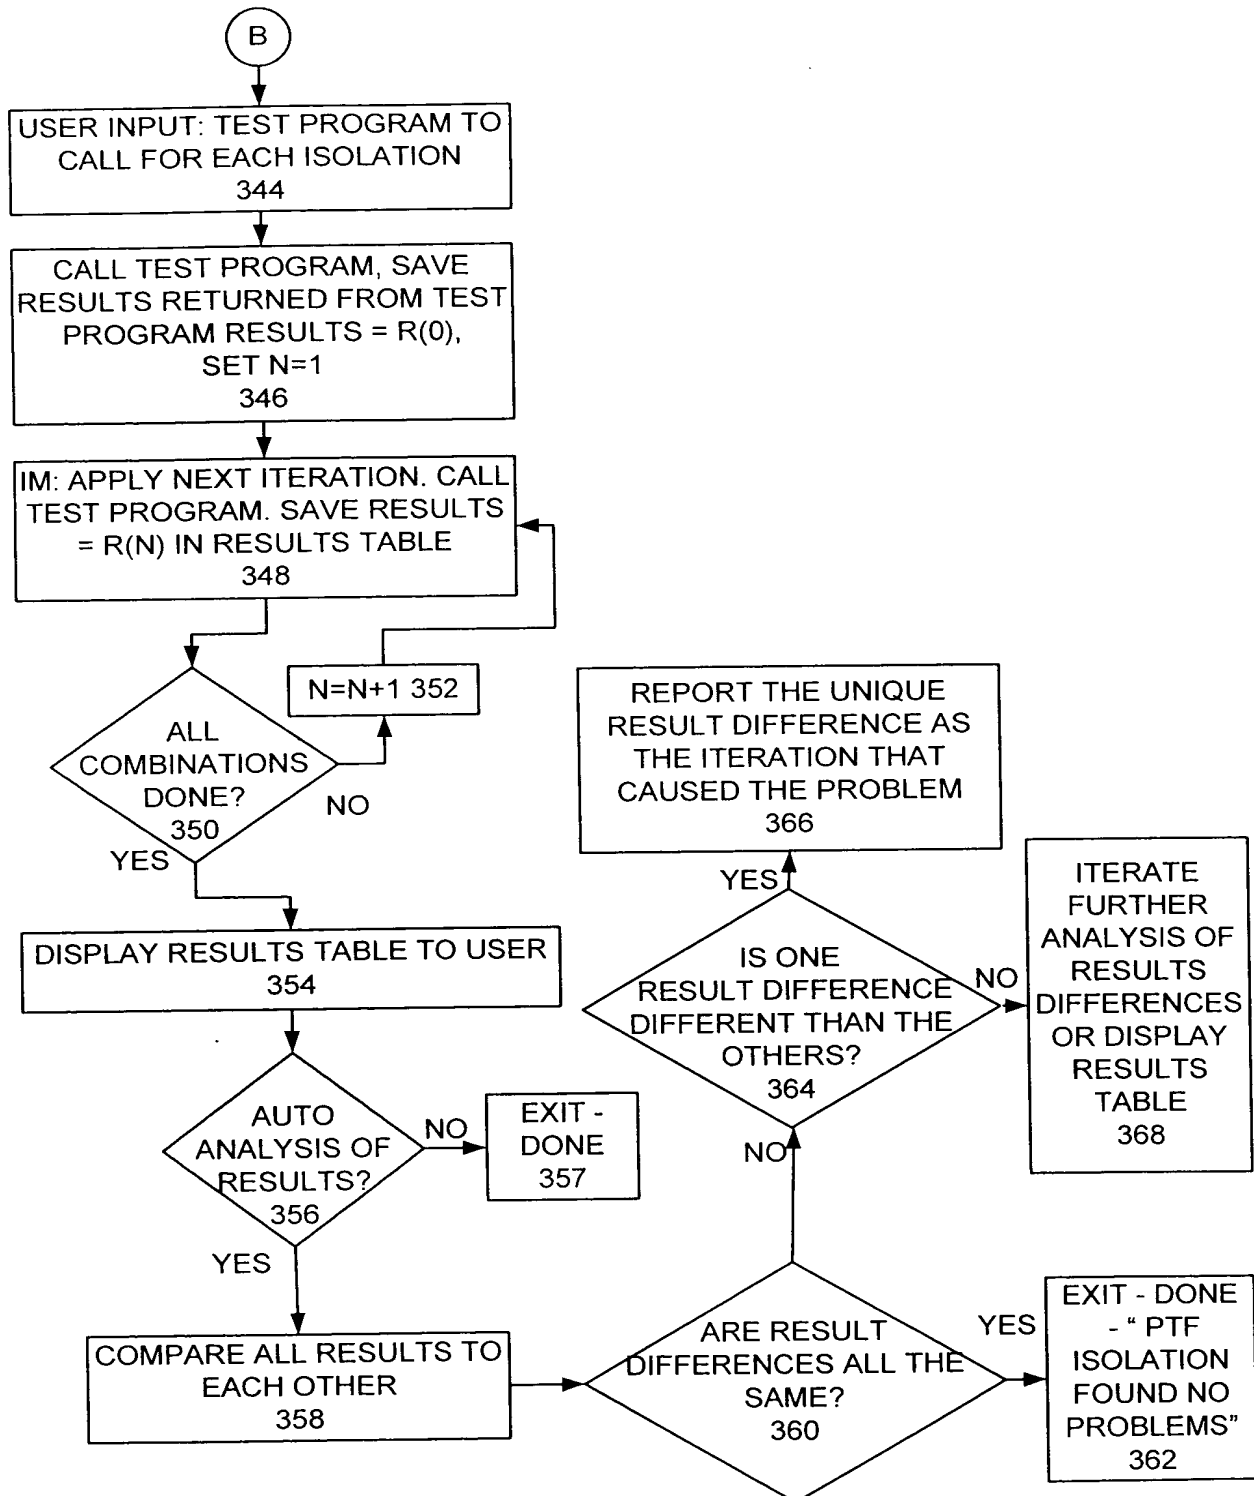 B
USER INPUT: TEST PROGRAM TO
CALL FOR EACH ISOLATION
344
CALL TEST PROGRAM, SAVE
RESULTS RETURNED FROM TEST
PROGRAM RESULTS = R(0),
SET N=1
346
IM: APPLY NEXT ITERATION. CALL
TEST PROGRAM. SAVE RESULTS
= R(N) IN RESULTS TABLE
348
N=N+1 352
ALL
COMBINATIONS
DONE?
350
NO
YES
DISPLAY RESULTS TABLE TO USER
354
AUTO
ANALYSIS OF
RESULTS?
356
NO
EXIT -
DONE
357
YES
COMPARE ALL RESULTS TO
EACH OTHER
358
ARE RESULT
DIFFERENCES ALL THE
SAME?
360
YES
EXIT - DONE
- “ PTF
ISOLATION
FOUND NO
PROBLEMS”
362
NO
IS ONE
RESULT DIFFERENCE
DIFFERENT THAN THE
OTHERS?
364
YES
REPORT THE UNIQUE
RESULT DIFFERENCE AS
THE ITERATION THAT
CAUSED THE PROBLEM
366
NO
ITERATE
FURTHER
ANALYSIS OF
RESULTS
DIFFERENCES
OR DISPLAY
RESULTS
TABLE
368